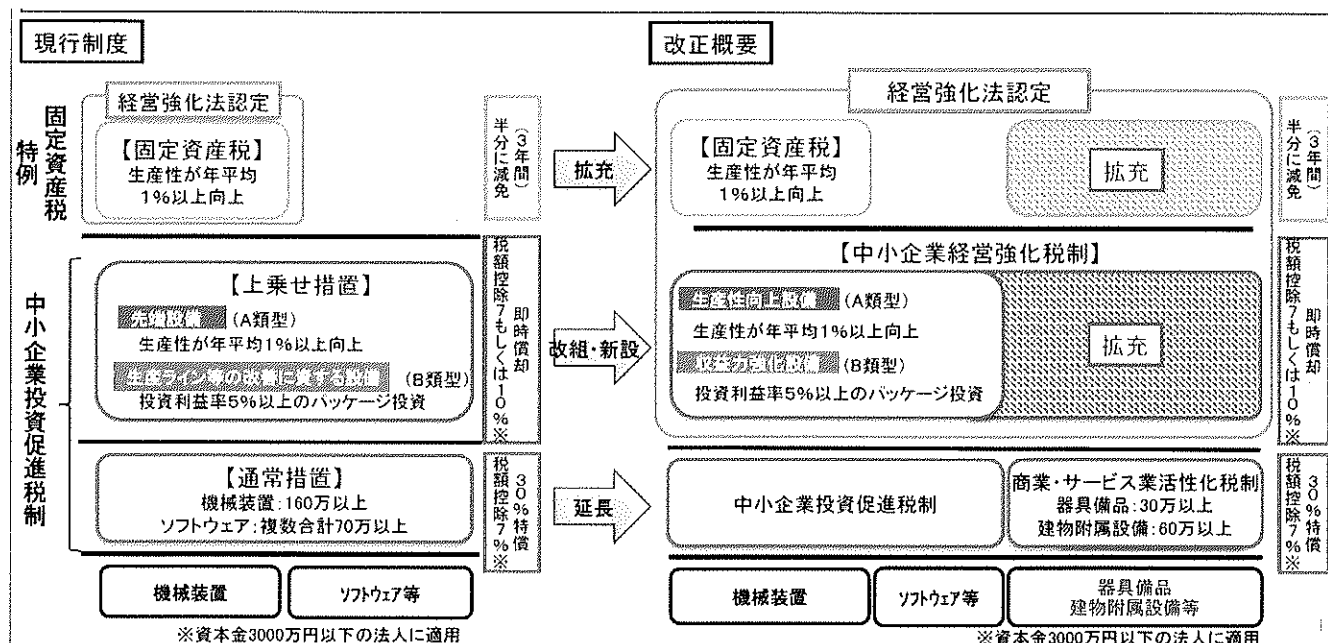 現行制度
固定資産税
特例
経営強化法認定
【固定資産税】
生産性が年平均
1%以上向上
(3年間)
半分に減免
中小企業投資促進税制
【上乗せ措置】
先端設備 (A類型)
生産性が年平均1%以上向上
生産ライン等の改善に資する設備 (B類型)
投資利益率5%以上のパッケージ投資
即時償却
税額控除7もしくは10%※
【通常措置】
機械装置:160万以上
ソフトウェア:複数合計70万以上
30%特償
税額控除7%※
機械装置
ソフトウェア等
※資本金3000万円以下の法人に適用
拡充
改組・新設
延長
改正概要
経営強化法認定
【固定資産税】
生産性が年平均
1%以上向上
拡充
(3年間)
半分に減免
【中小企業経営強化税制】
生産性向上設備 (A類型)
生産性が年平均1%以上向上
収益力強化設備 (B類型)
投資利益率5%以上のパッケージ投資
拡充
即時償却
税額控除7もしくは10%※
中小企業投資促進税制
商業・サービス業活性化税制
器具備品:30万以上
建物附属設備:60万以上
30%特償
税額控除7%※
機械装置
ソフトウェア等
器具備品
建物附属設備等
※資本金3000万円以下の法人に適用